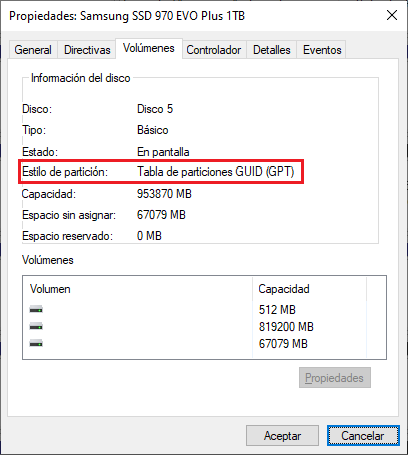 Propiedades: Samsung SSD 970 EVO Plus 1TB
General Directivas Volúmenes Controlador Detalles Eventos
Información del disco
Disco: Disco 5
Tipo: Básico
Estado: En pantalla
Estilo de partición: Tabla de particiones GUID (GPT)
Capacidad: 953870 MB
Espacio sin asignar: 67079 MB
Espacio reservado: 0 MB
Volúmenes
Volumen Capacidad
512 MB
819200 MB
67079 MB
Propiedades
Aceptar Cancelar